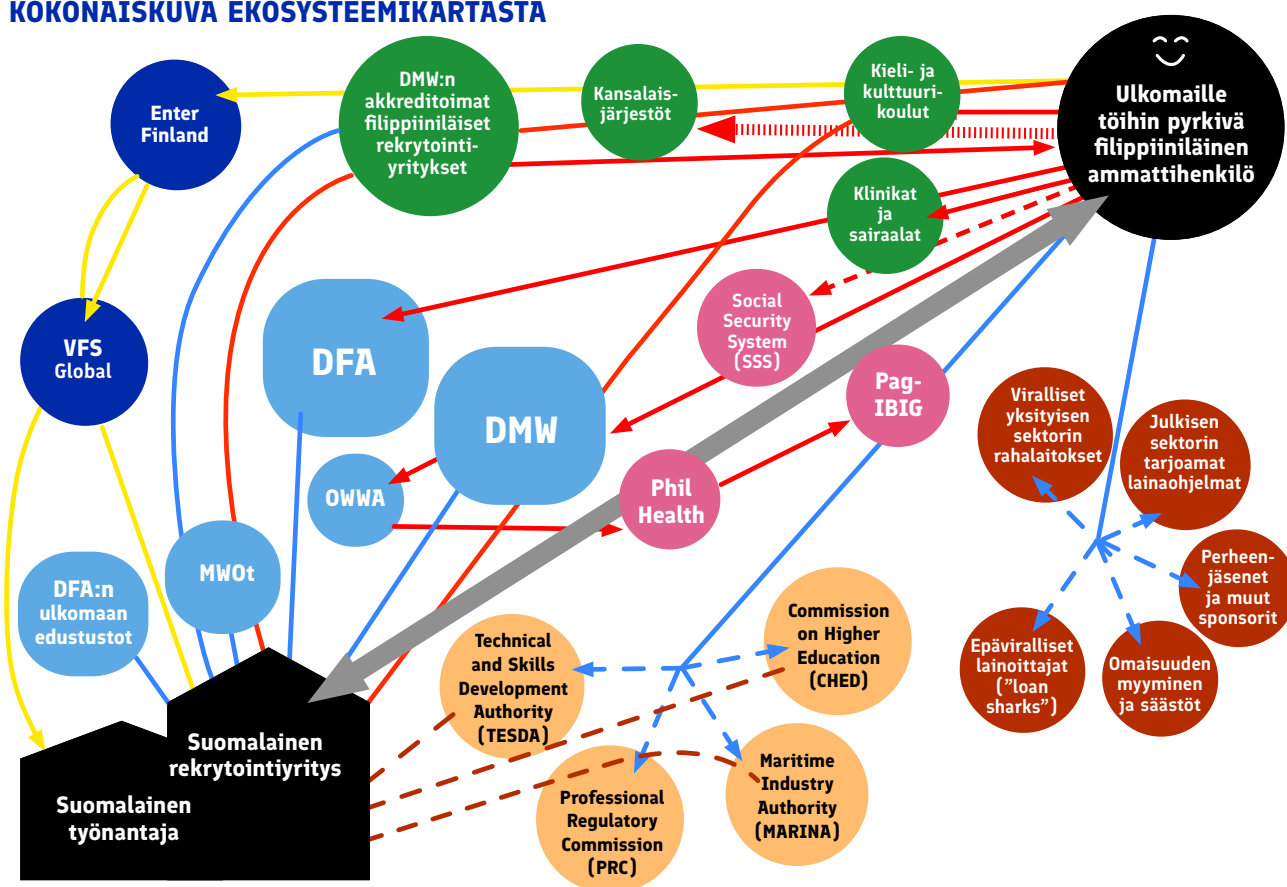 KOKONAISKUVA EKOSYSTEEMIKARTASTA
Enter
Finland
DMW:n
akkreditoimat
filippiiniläiset
rekrytointi-
yritykset
Kansalais-
järjestöt
Kieli- ja
kulttuuri-
koulut
Ulkomaille
töihin pyrkivä
filippiiniläinen
ammattihenkilö
Klinikat
ja
sairaalat
VFS
Global
DFA
Social
Security
System
(SSS)
DMW
Pag-
IBIG
Viralliset
yksityisen
sektorin
rahalaitokset
Julkisen
sektorin
tarjoamat
lainaohjelmat
OWWA
Phil
Health
MWOt
DFA:n
ulkomaan
edustustot
Perheen-
jäsenet
ja muut
sponsorit
Technical
and Skills
Development
Authority
(TESDA)
Commission
on Higher
Education
(CHED)
Epäviralliset
lainoittajat
(”loan
sharks”)
Omaisuuden
myyminen
ja säästöt
Suomalainen
rekrytointiyritys
Suomalainen
työnantaja
Professional
Regulatory
Commission
(PRC)
Maritime
Industry
Authority
(MARINA)